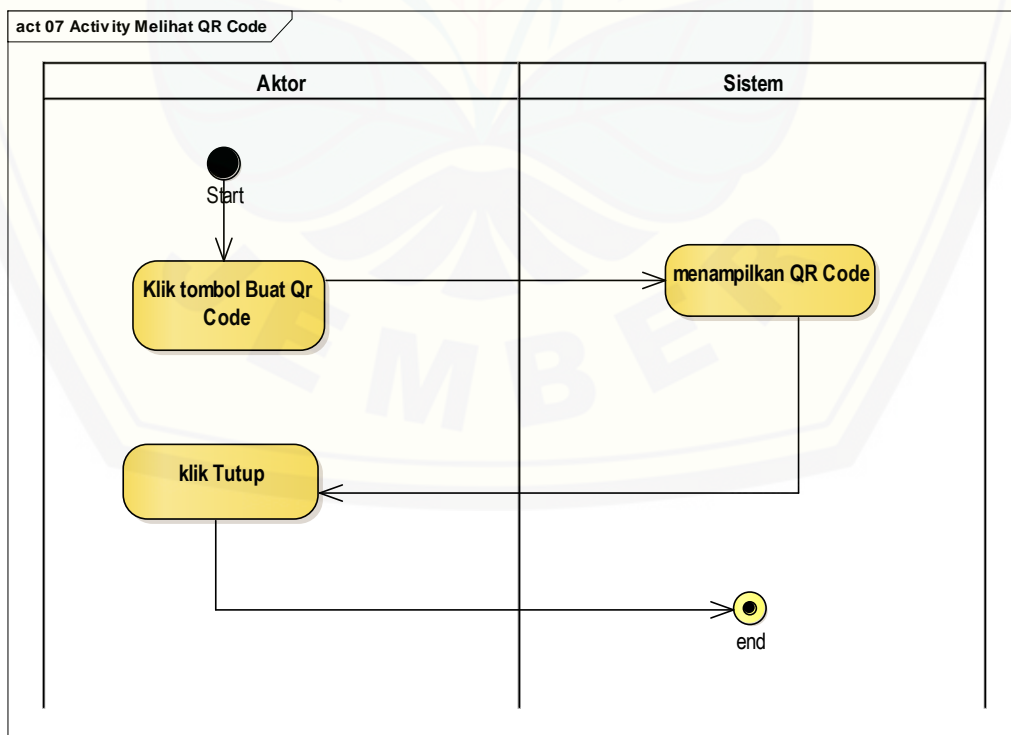 act 07 Activity Melihat QR Code
Aktor
Sistem
Start
Klik tombol Buat Qr
Code
menampilkan QR Code
klik Tutup
end
JEMBER